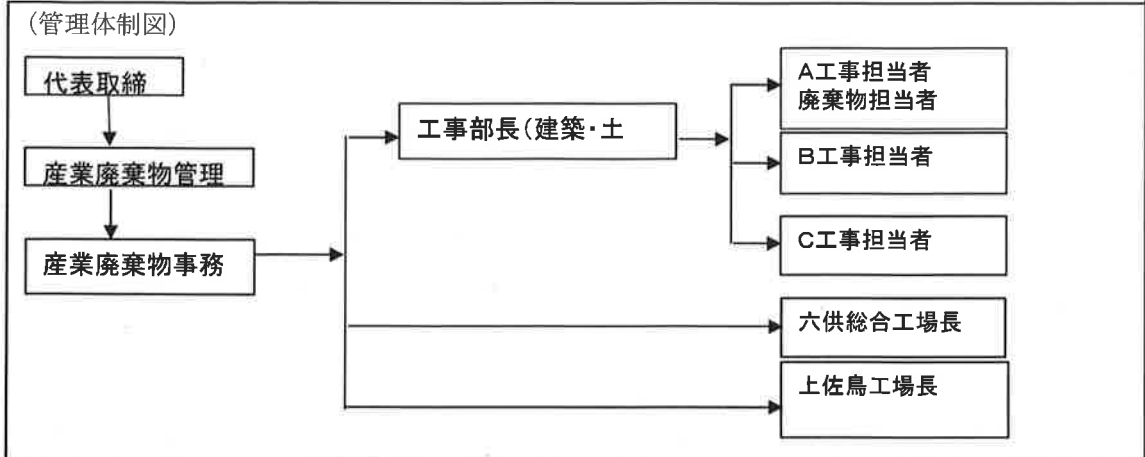 (管理体制図)
代表取締
産業廃棄物管理
産業廃棄物事務
工事部長(建築・土
A工事担当者
廃棄物担当者
B工事担当者
C工事担当者
六供総合工場長
上佐鳥工場長